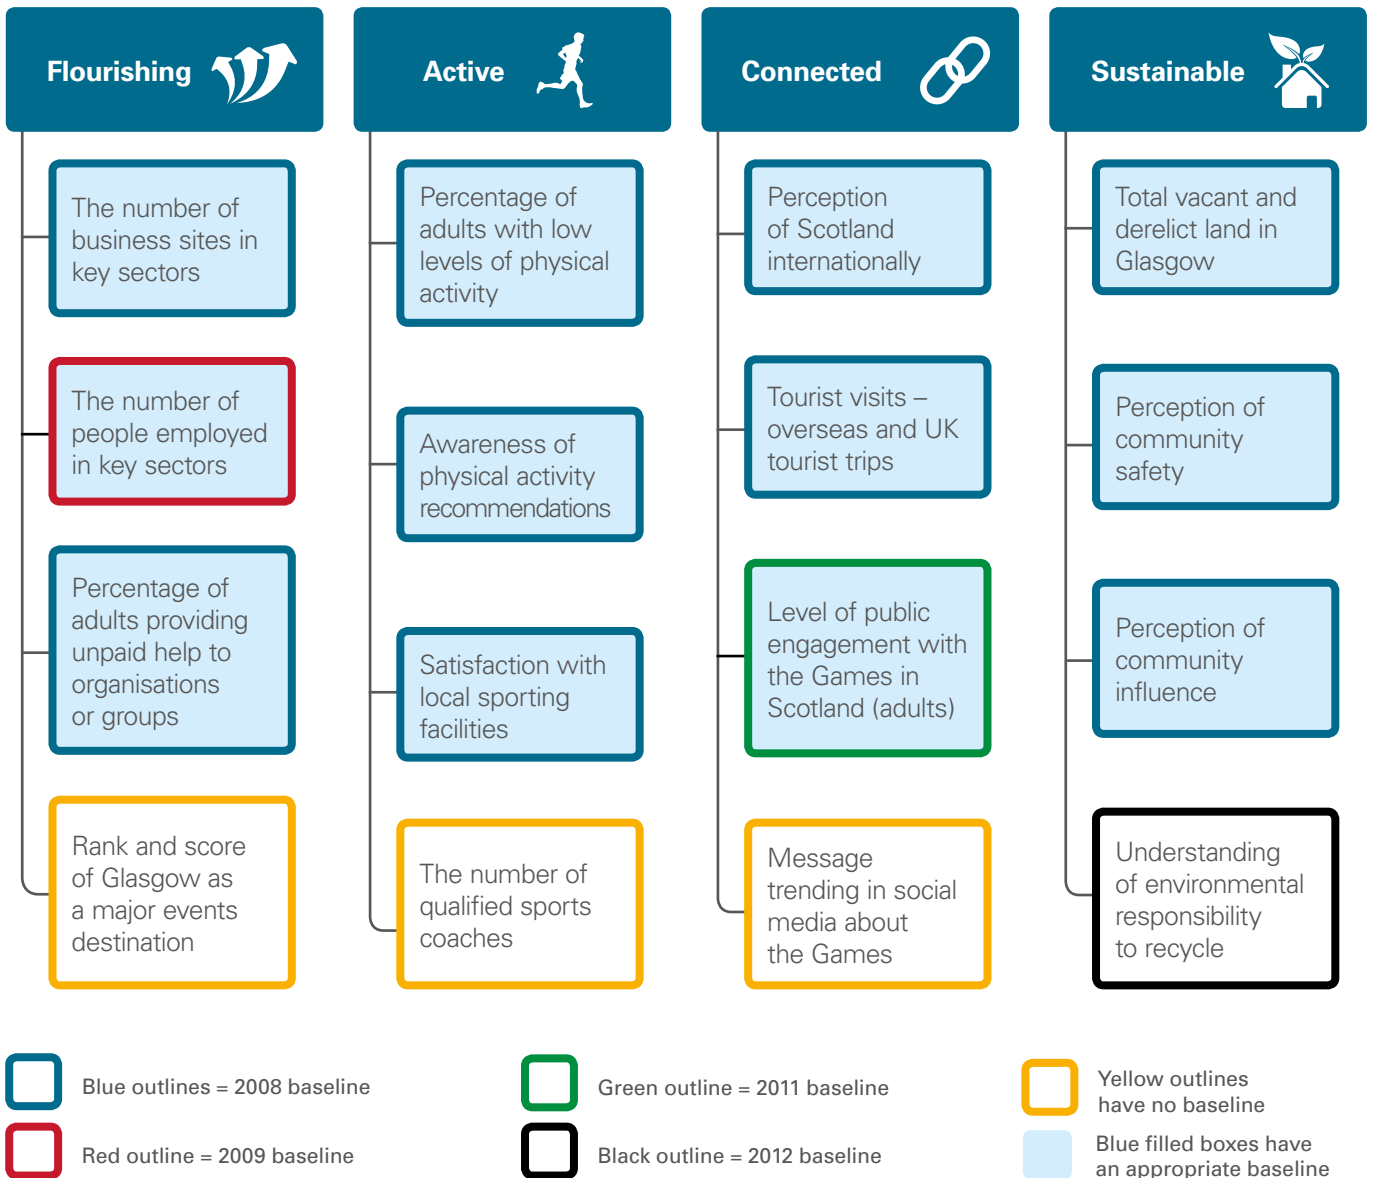 Flourishing
The number of
business sites in
key sectors
The number of
people employed
in key sectors
Percentage of
adults providing
unpaid help to
organisations
or groups
Rank and score
of Glasgow as
a major events
destination
Active
Percentage of
adults with low
levels of physical
activity
Awareness of
physical activity
recommendations
Satisfaction with
local sporting
facilities
The number of
qualified sports
coaches
Connected
Perception
of Scotland
internationally
Tourist visits –
overseas and UK
tourist trips
Level of public
engagement with
the Games in
Scotland (adults)
Message
trending in social
media about
the Games
Sustainable
Total vacant and
derelict land in
Glasgow
Perception of
community
safety
Perception of
community
influence
Understanding
of environmental
responsibility
to recycle
Blue outlines = 2008 baseline
Red outline = 2009 baseline
Green outline = 2011 baseline
Black outline = 2012 baseline
Yellow outlines
have no baseline
Blue filled boxes have
an appropriate baseline